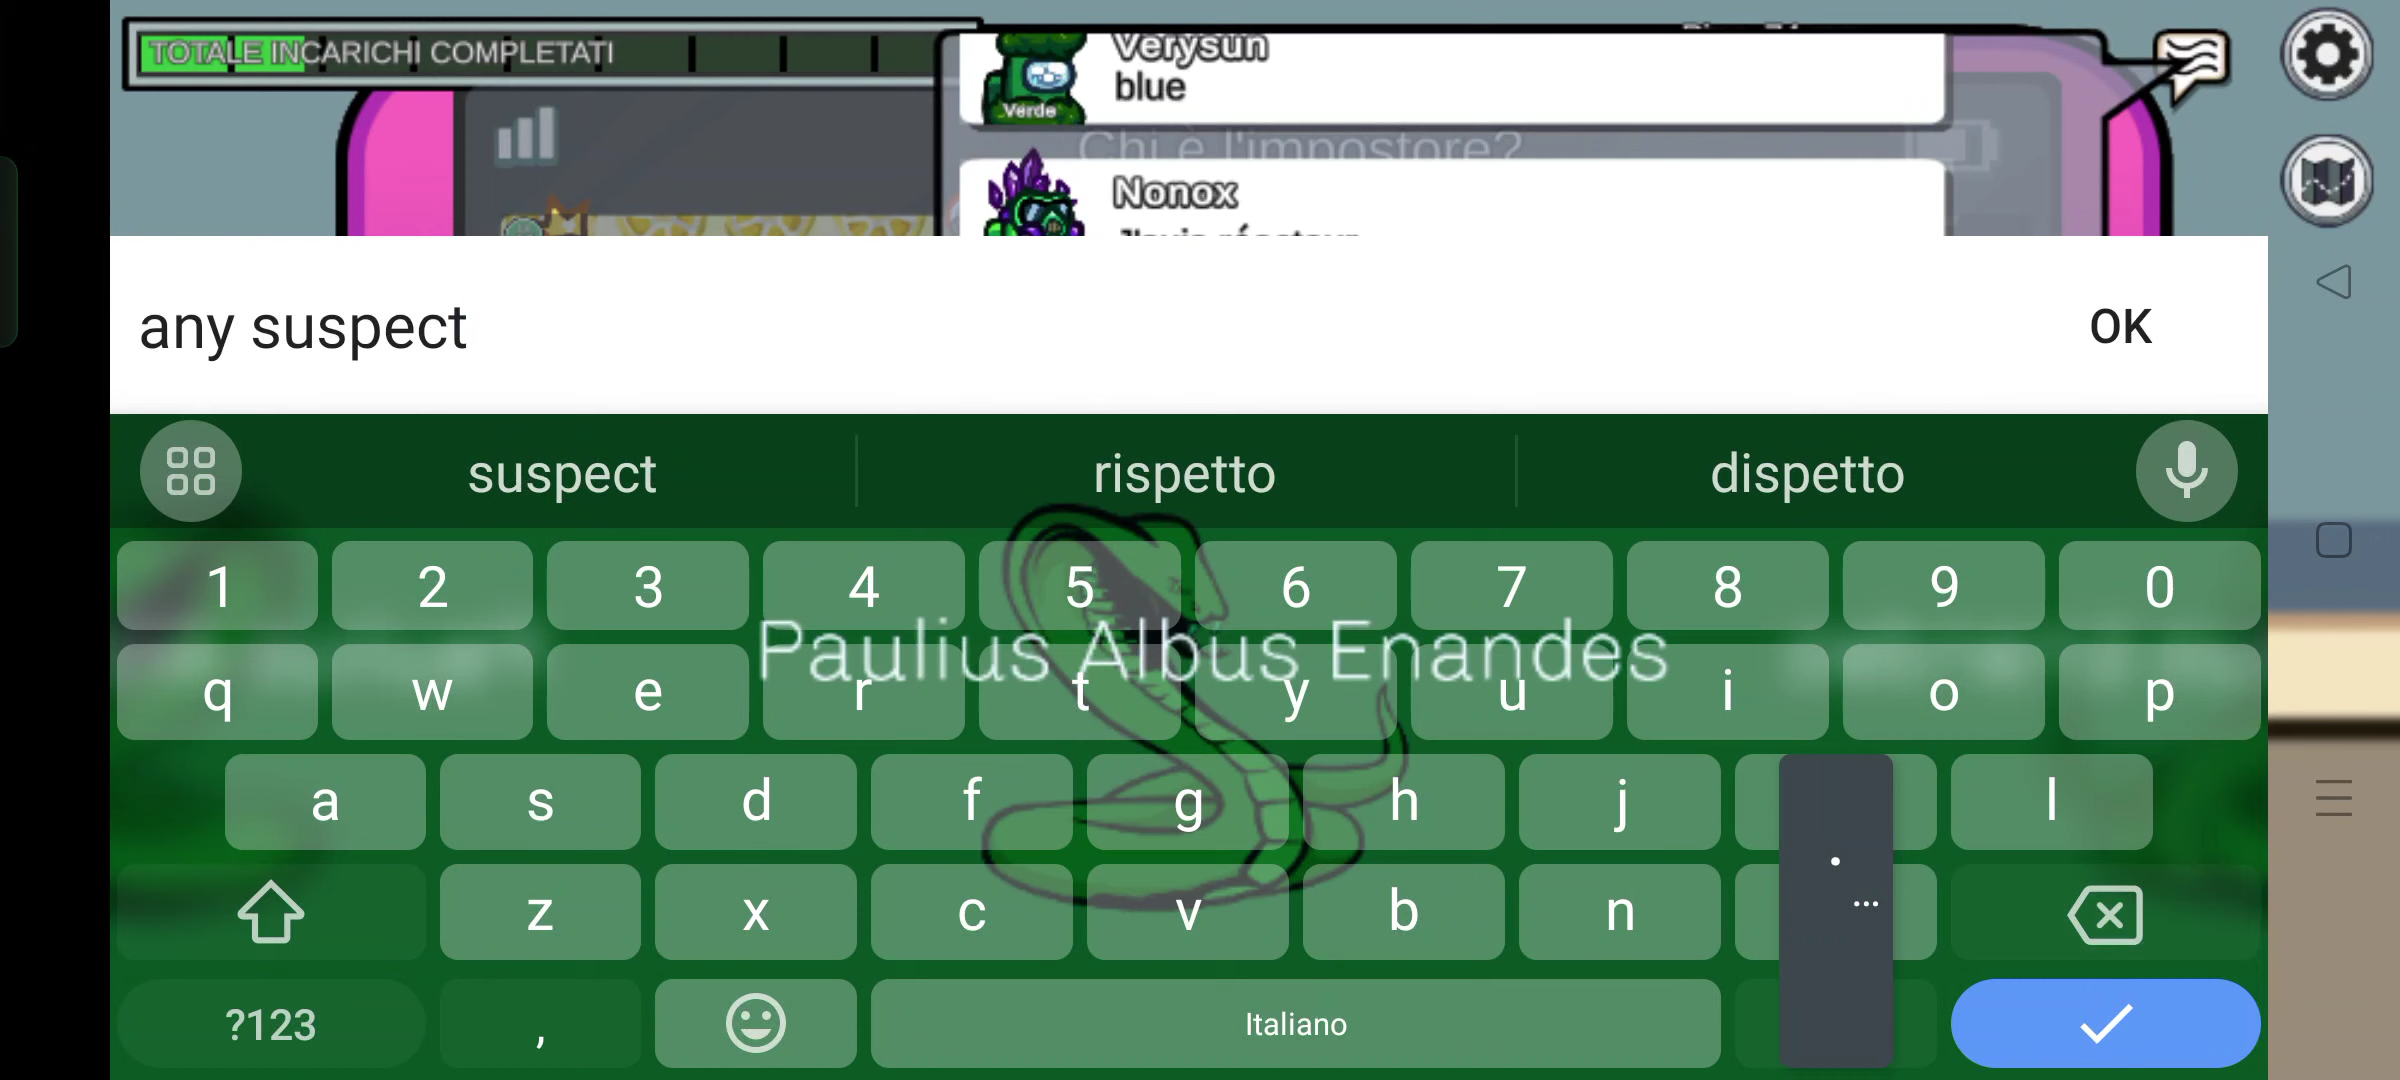 TOTALE INCARICHI COMPLETATI
Verysun
blue
Verde
Chi è l'impostore?
Nonox
any suspect
OK
suspect
rispetto
dispetto
1 2 3 4 5 6 7 8 9 0
Paulius Albus Enandes
q w e r t y u i o p
a s d f g h j l
z x c v b n
.
...
?123
,
Italiano